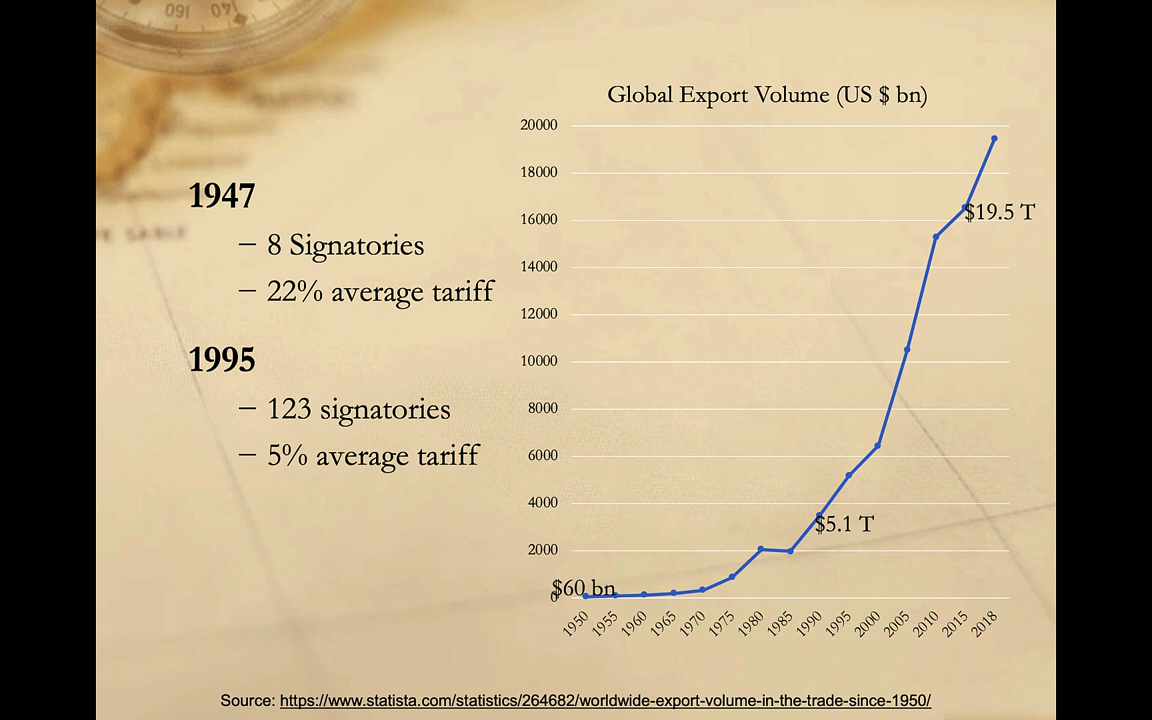 Global Export Volume (US $ bn)
1947
– 8 Signatories
– 22% average tariff
1995
– 123 signatories
– 5% average tariff
20000
18000
16000
14000
12000
10000
8000
6000
4000
2000
0
$60 bn
$5.1 T
$19.5 T
1950 1955 1960 1965 1970 1975 1980 1985 1990 1995 2000 2005 2010 2015 2018
Source: https://www.statista.com/statistics/264682/worldwide-export-volume-in-the-trade-since-1950/